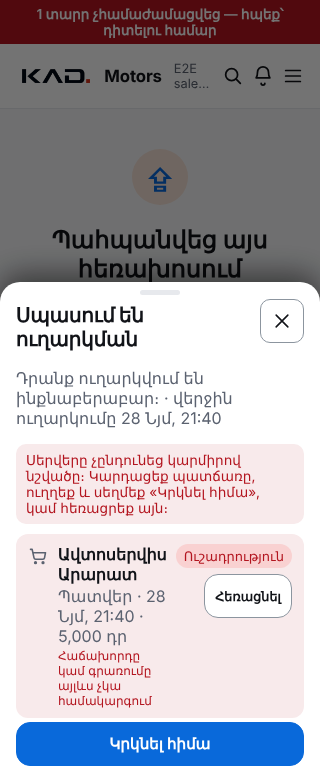 1 տարր չհամաժամացվեց — հպեք՝
դիտելու համար
KAD. Motors E2E
sale...
Պահպանվեց այս
հեռախոսում
Սպասում են
ուղարկման
Դրանք ուղարկվում են
ինքնաբերաբար։ · վերջին
ուղարկումը 28 Նյմ, 21:40
Սերվերը չընդունեց կարմիրով
նշվածը։ Կարդացեք պատճառը,
ուղղեք և սեղմեք «Կրկնել հիմա»,
կամ հեռացրեք այն։
Ավտոսերվիս Ուշադրություն
Արարատ
Պատվեր · 28
Նյմ, 21:40 ·
5,000 դր
Հեռացնել
Հաճախորդը
կամ գրառումը
այլևս չկա
համակարգում
Կրկնել հիմա